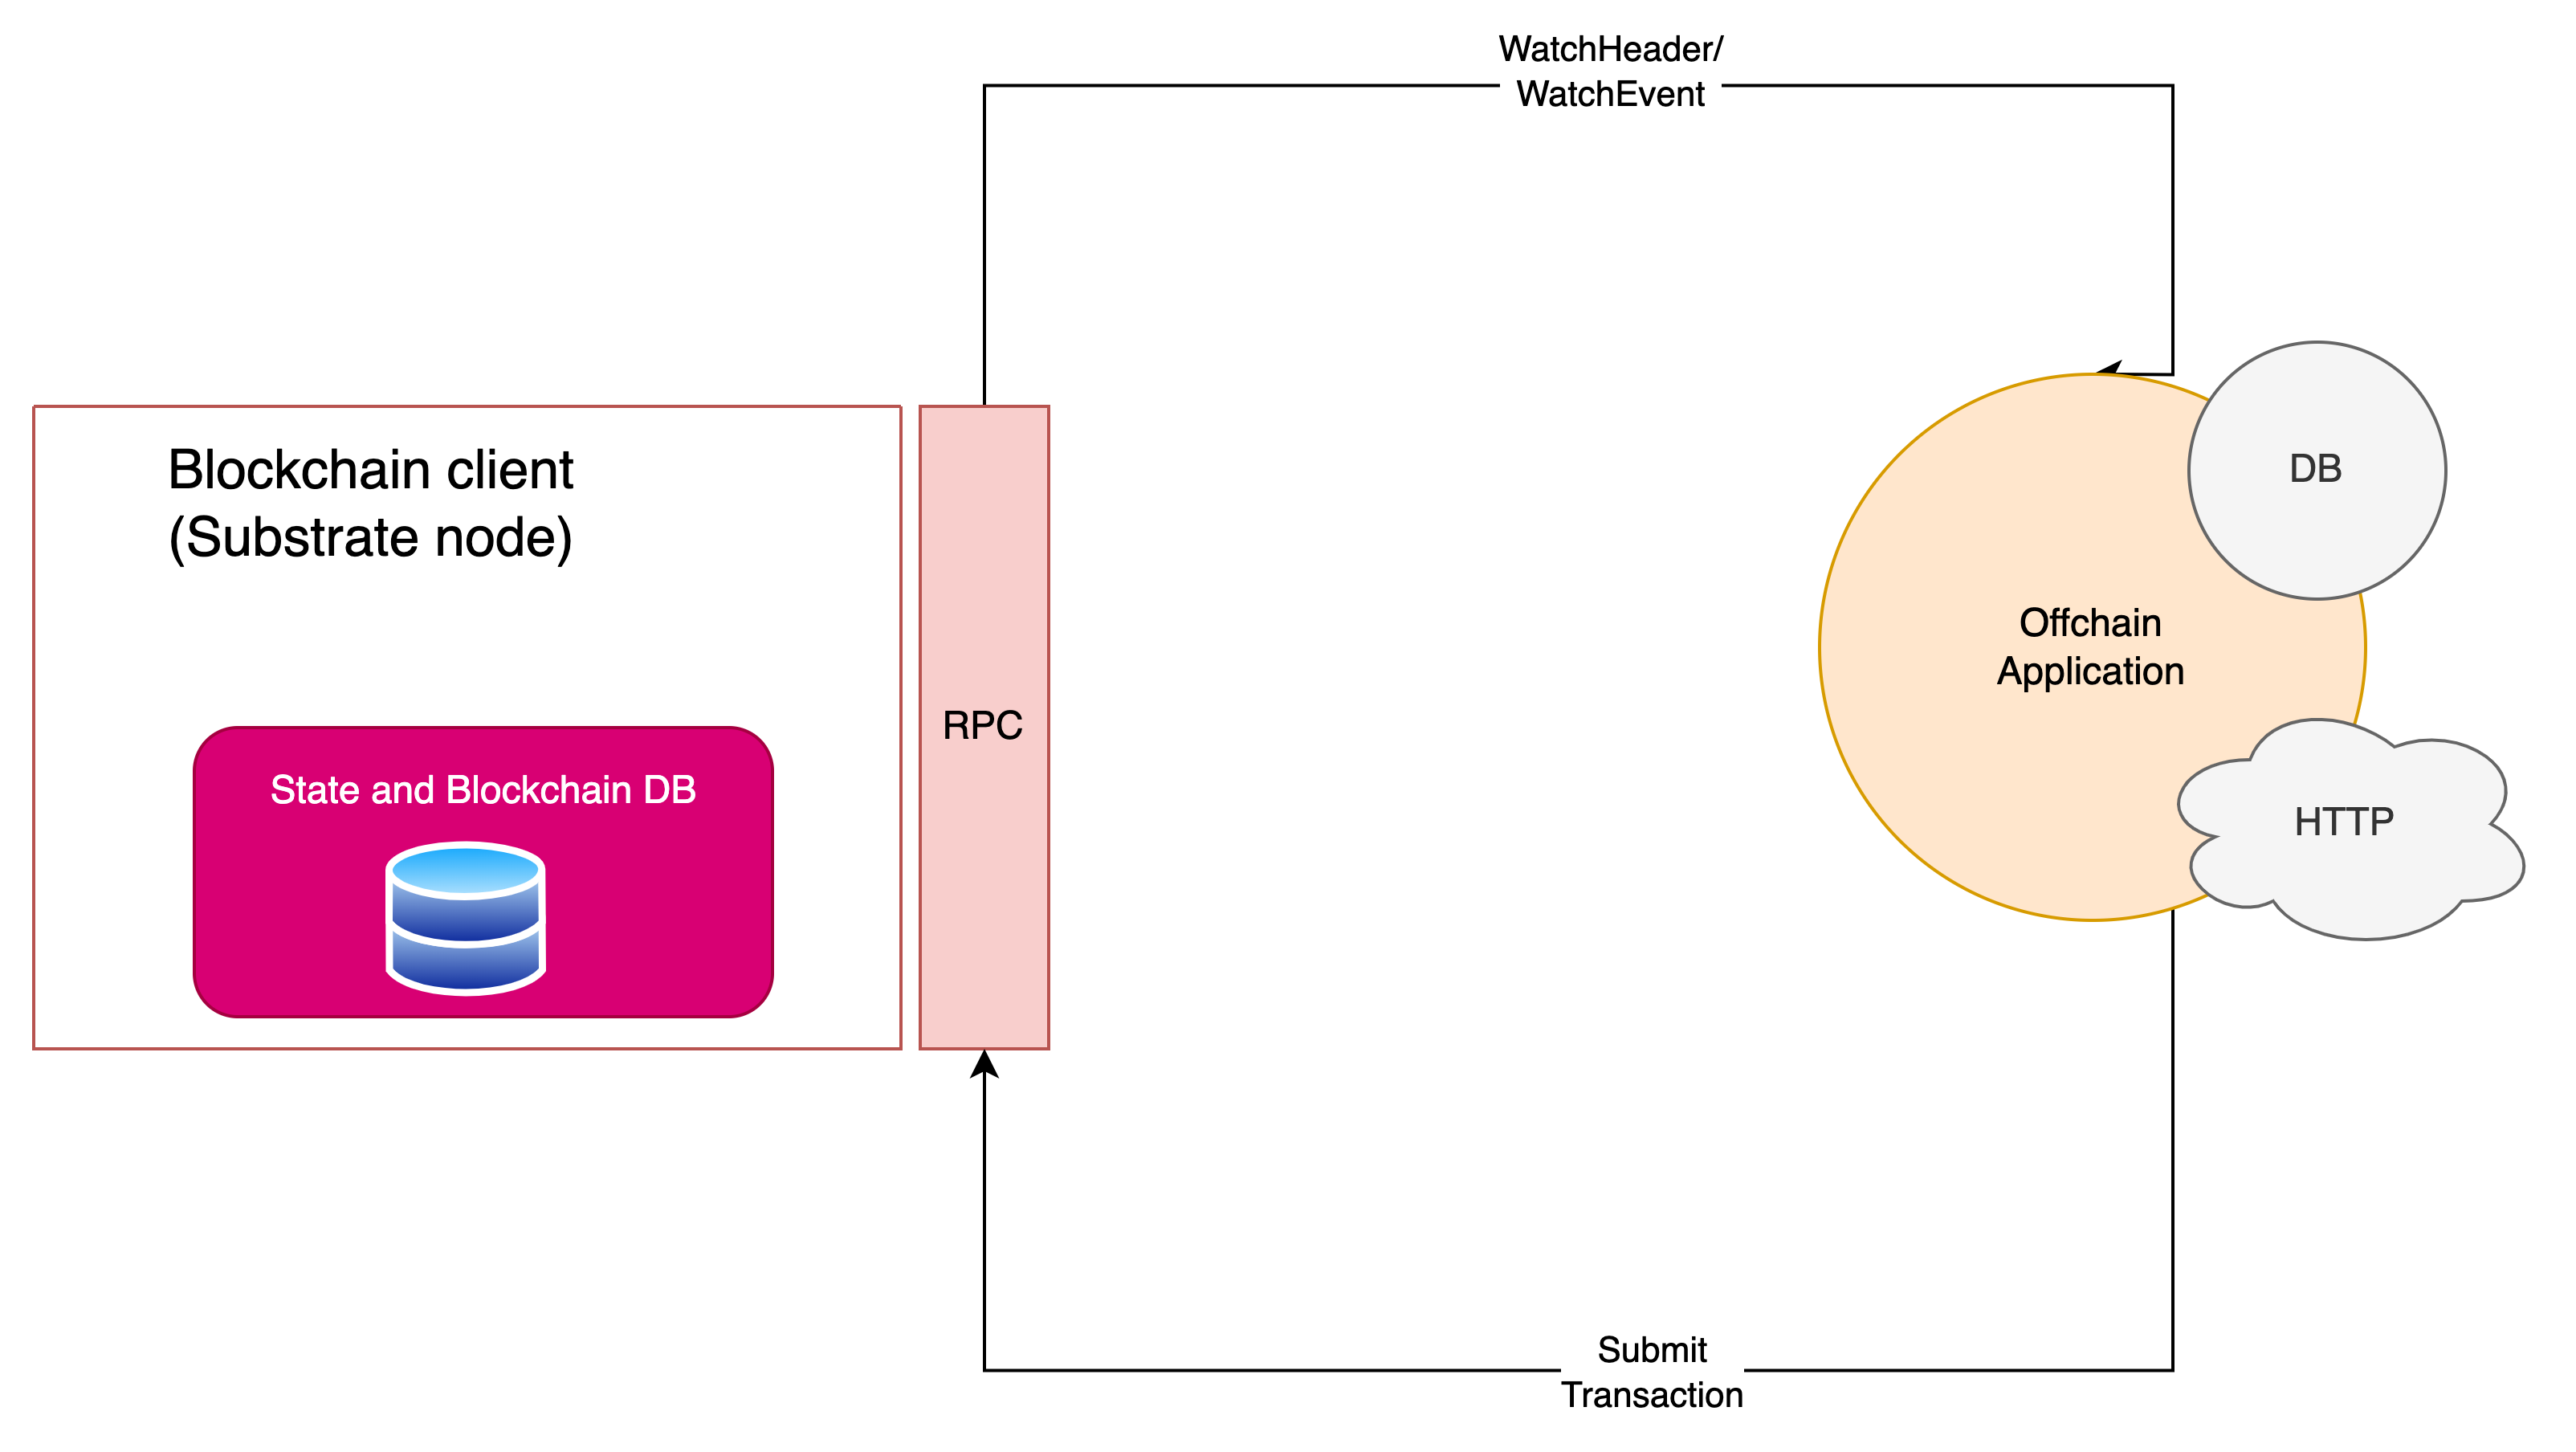 WatchHeader/
WatchEvent
Blockchain client
(Substrate node)
State and Blockchain DB
RPC
DB
Offchain
Application
HTTP
Submit
Transaction